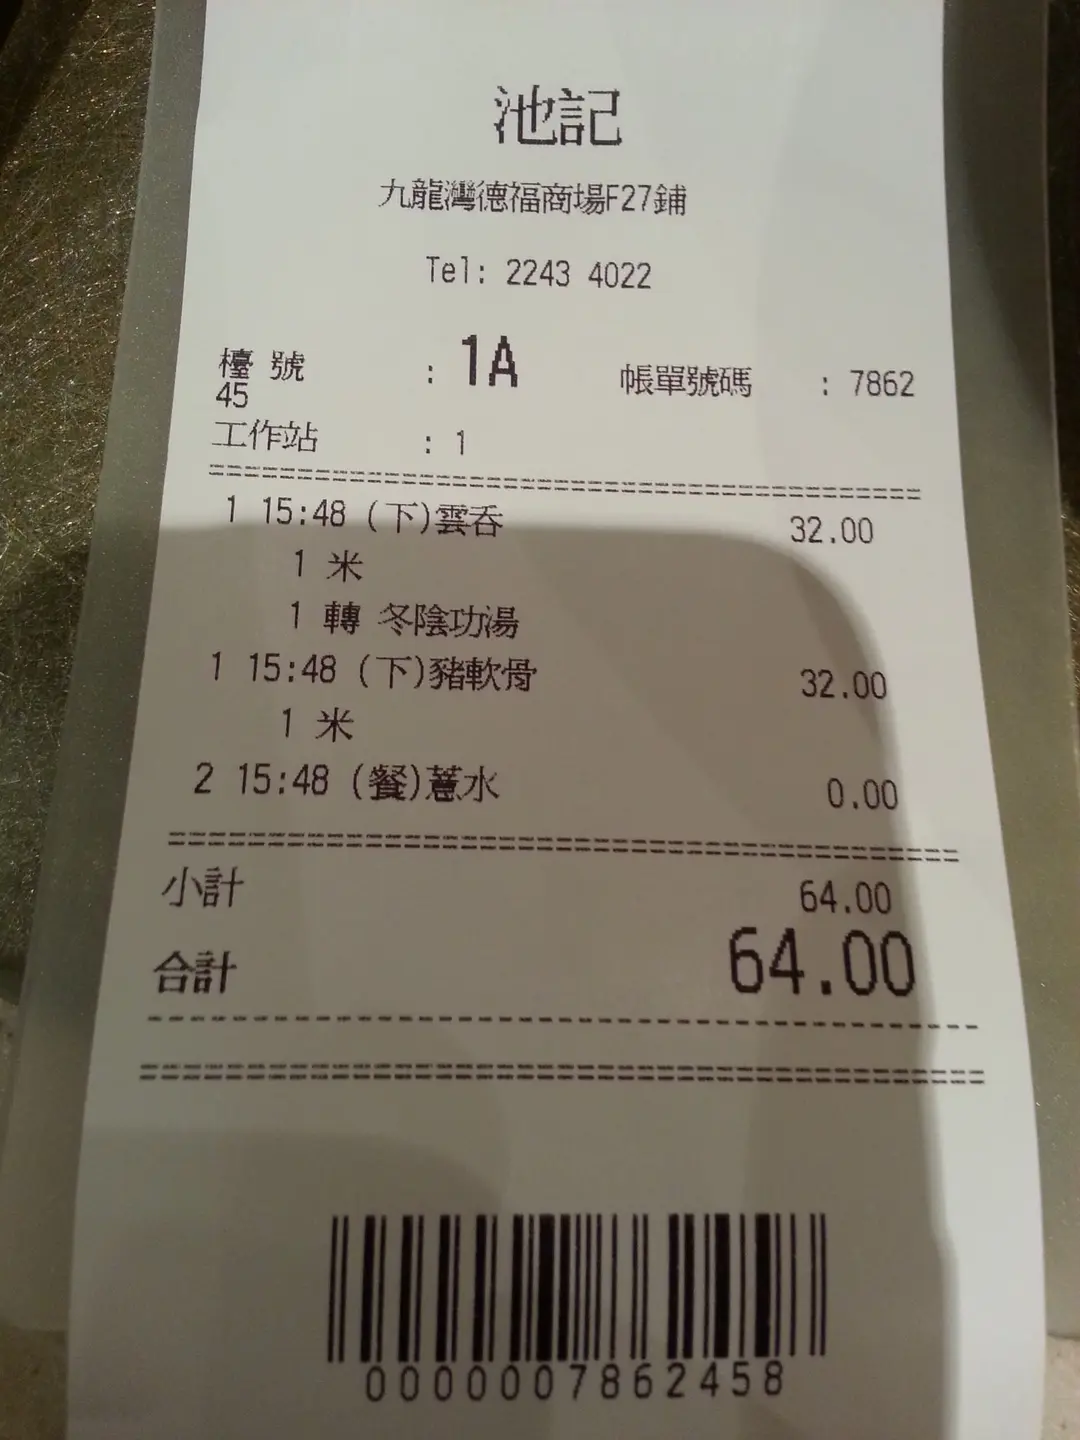 池記
九龍灣德福商場F27鋪
Tel: 2243 4022
檯 號 : 1A 帳單號碼 : 7862
45
工作站 : 1
1 15:48 (下)雲呑 32.00
1 米
1 轉 冬陰功湯
1 15:48 (下)豬軟骨 32.00
1 米
2 15:48 (餐)薏水 0.00
小計 64.00
合計 64.00
0000007862458